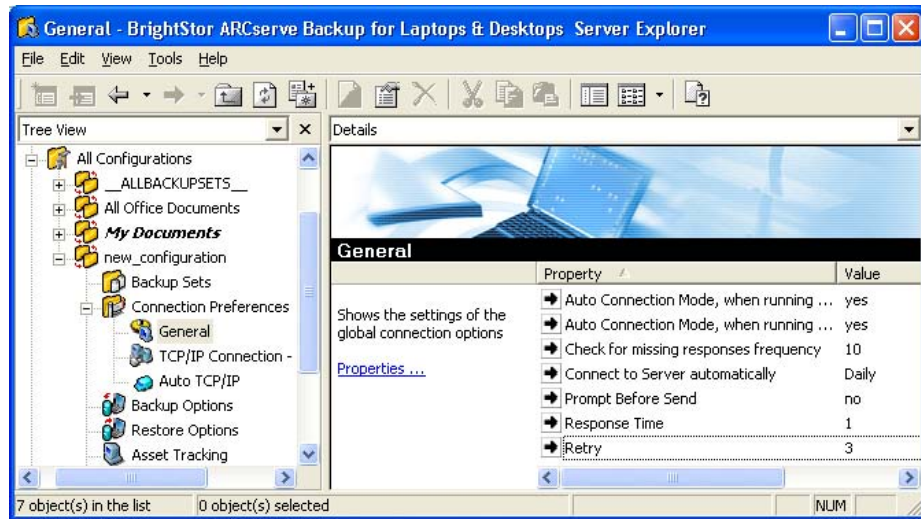 General - BrightStor ARCserve Backup for Laptops & Desktops Server Explorer
File Edit View Tools Help
Tree View
Details
All Configurations
__ALLBACKUPSETS__
All Office Documents
My Documents
new_configuration
Backup Sets
Connection Preferences
General
TCP/IP Connection -
Auto TCP/IP
Backup Options
Restore Options
Asset Tracking
General
Shows the settings of the
global connection options
Properties ...
Property Value
Auto Connection Mode, when running ... yes
Auto Connection Mode, when running ... yes
Check for missing responses frequency 10
Connect to Server automatically Daily
Prompt Before Send no
Response Time 1
Retry 3
7 object(s) in the list 0 object(s) selected NUM